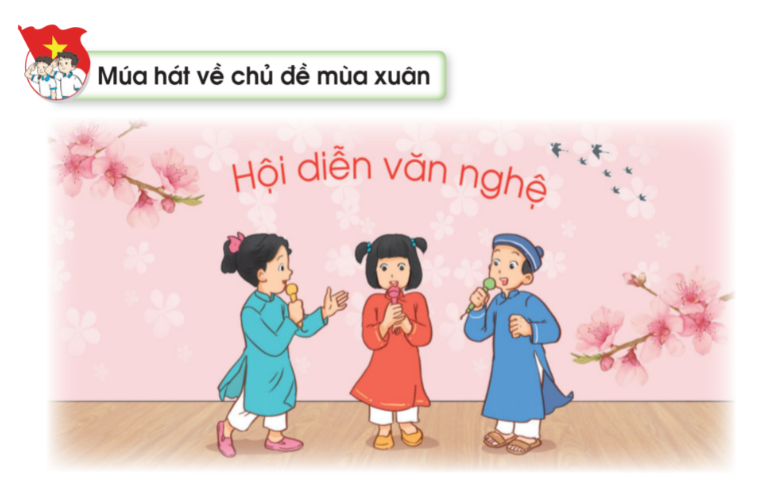 Múa hát về chủ đề mùa xuân
Hội diễn văn nghệ